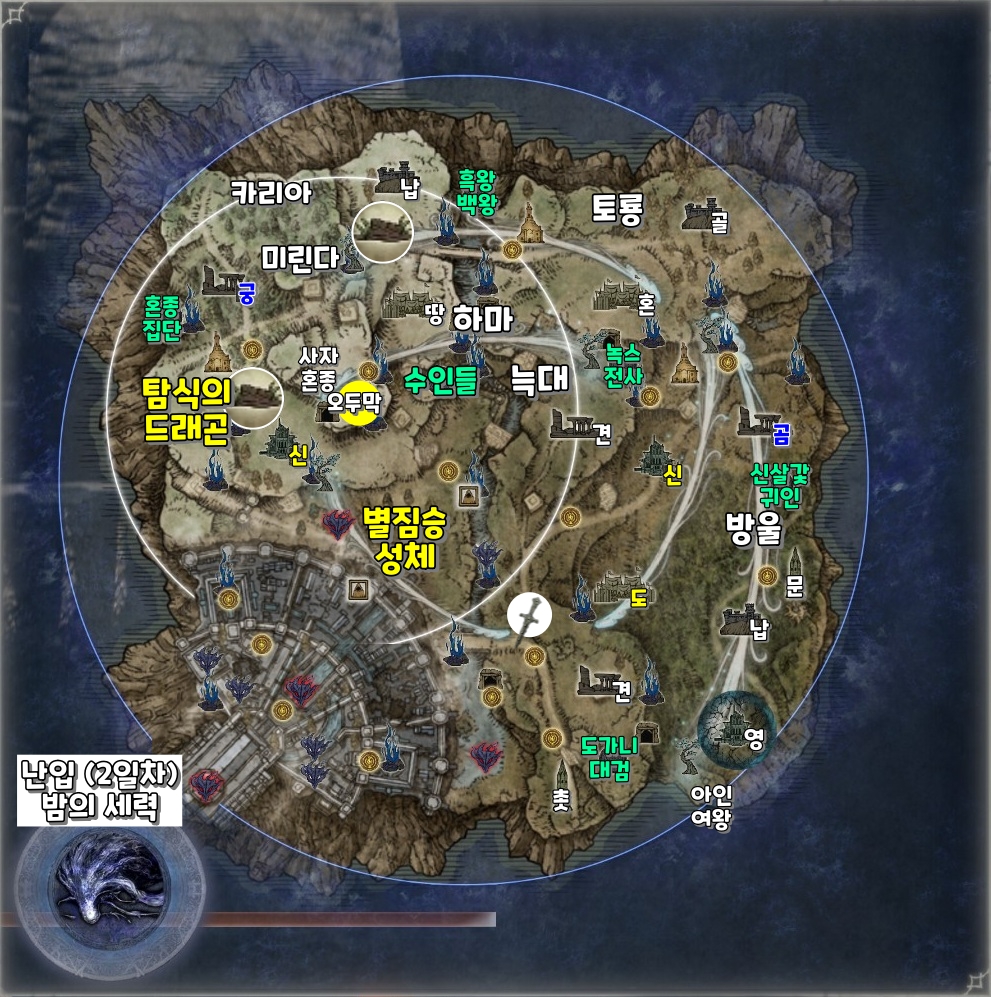 카리아
납
흑왕
백왕
토룡
골
미린다
궁
혼종
집단
땅
하마
혼
사자
혼종
녹스
전사
탐식의
드래곤
오두막
수인들
늑대
견
곰
신
신
신살갗
귀인
별짐승
성체
방울
문
도
납
견
영
도가니
대검
촛
아인
여왕
난입 (2일차)
밤의 세력